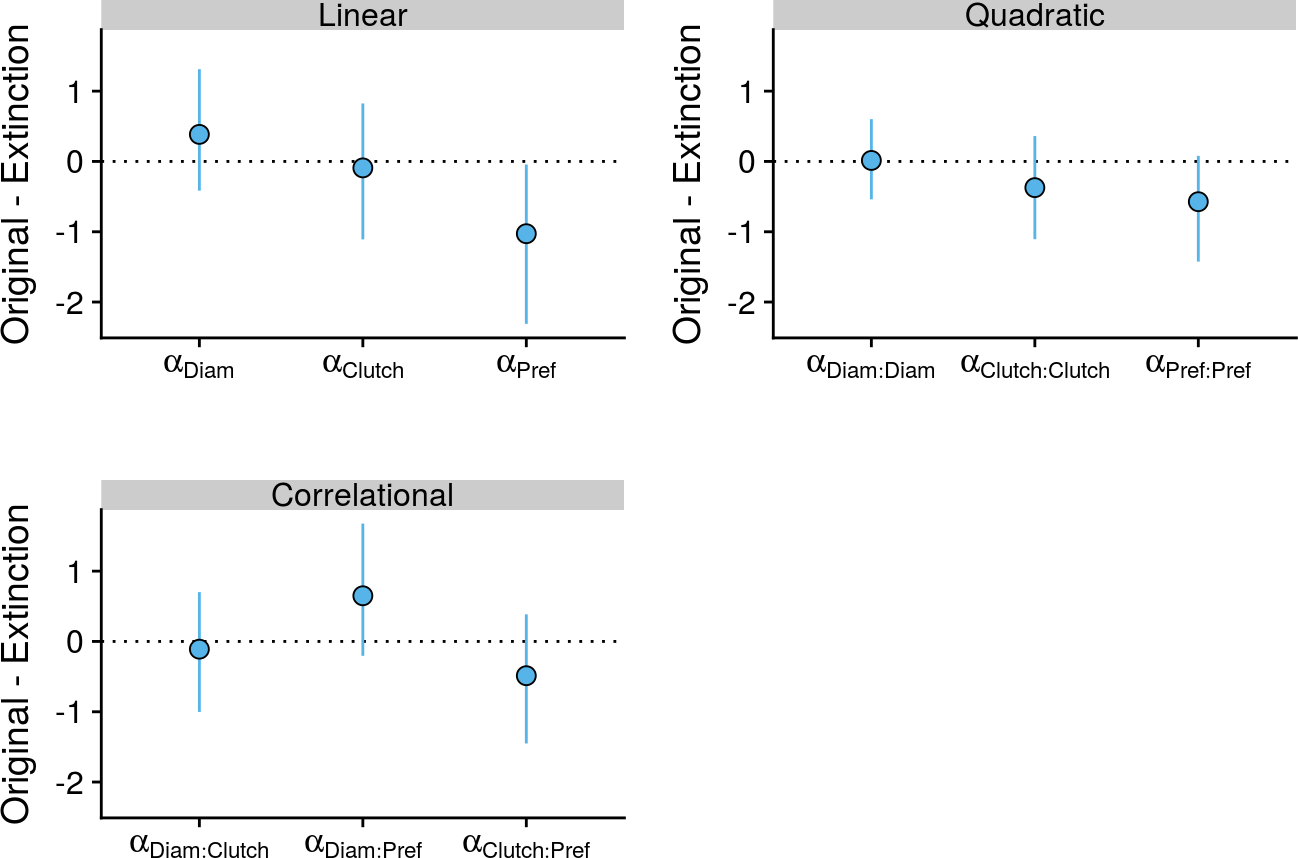 Linear
Original - Extinction
1
0
-1
-2
αDiam αClutch αPref
Quadratic
Original - Extinction
1
0
-1
-2
αDiam:Diam αClutch:Clutch αPref:Pref
Correlational
Original - Extinction
1
0
-1
-2
αDiam:Clutch αDiam:Pref αClutch:Pref